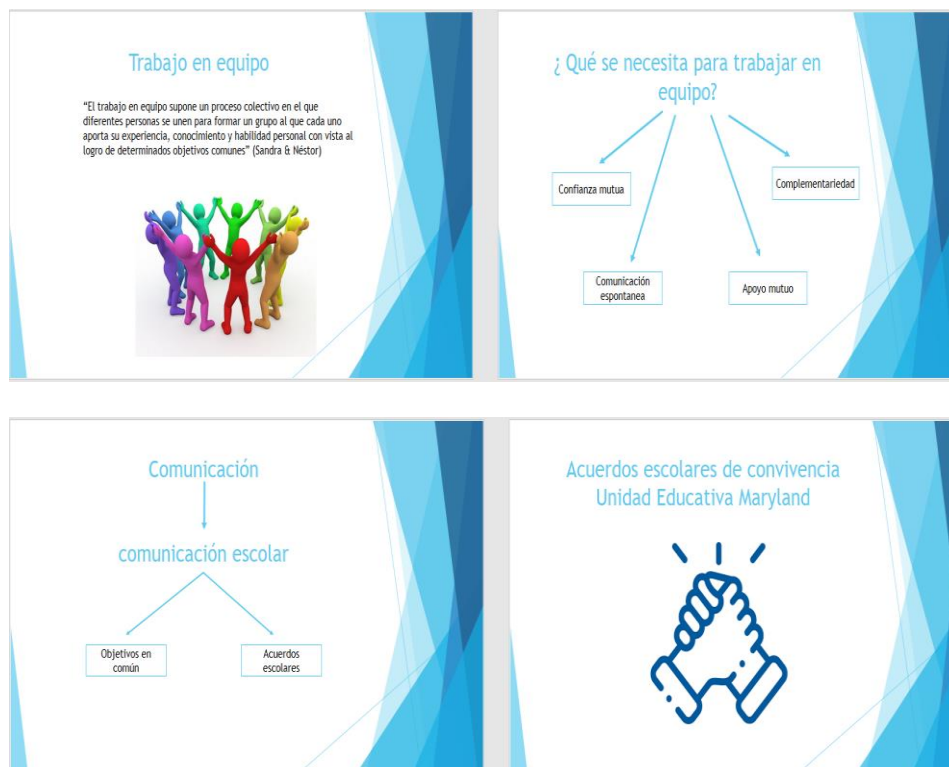 Trabajo en equipo
“El trabajo en equipo supone un proceso colectivo en el que
diferentes personas se unen para formar un grupo al que cada uno
aporta su experiencia, conocimiento y habilidad personal con vista al
logro de determinados objetivos comunes” (Sandra & Néstor)
¿ Qué se necesita para trabajar en
equipo?
Confianza mutua
Complementariedad
Comunicación
espontanea
Apoyo mutuo
Comunicación
comunicación escolar
Objetivos en
común
Acuerdos
escolares
Acuerdos escolares de convivencia
Unidad Educativa Maryland